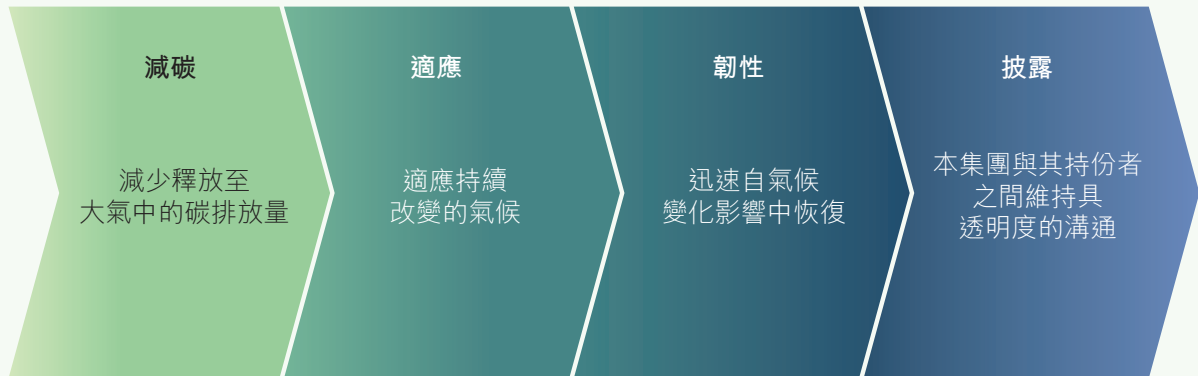 減碳
減少釋放至
大氣中的碳排放量
適應
適應持續
改變的氣候
韌性
迅速自氣候
變化影響中恢復
披露
本集團與其持份者
之間維持具
透明度的溝通